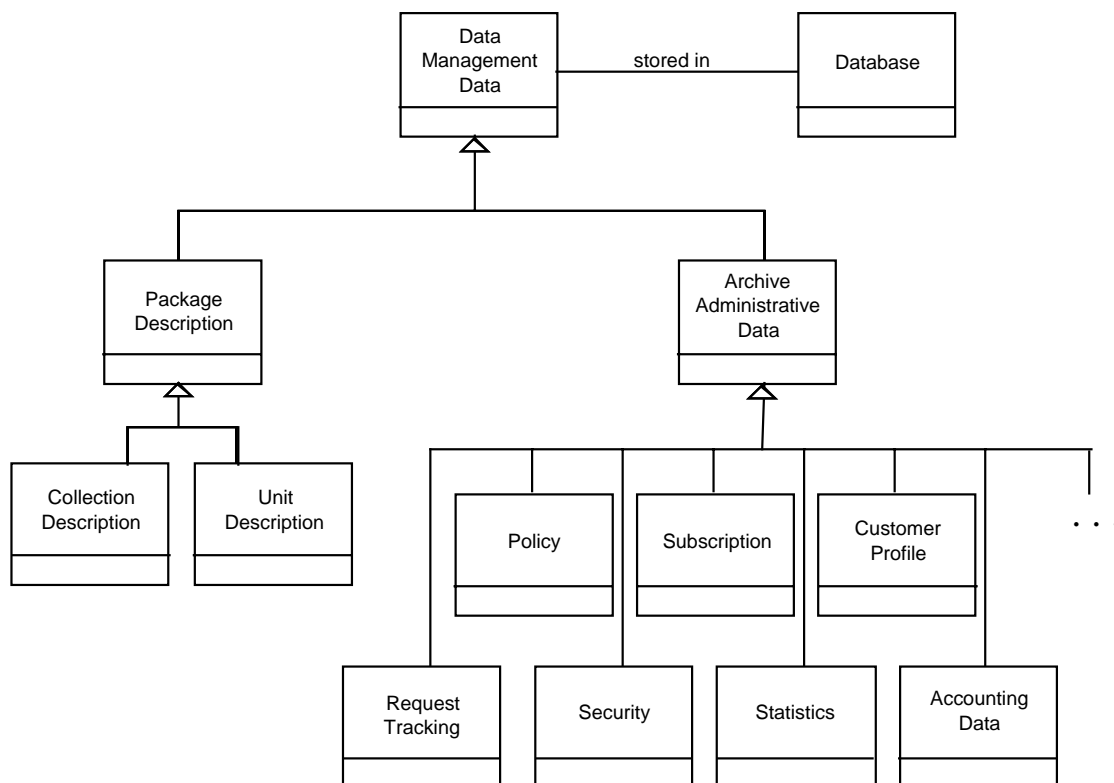 Data
Management
Data
stored in
Database
Package
Description
Archive
Administrative
Data
Collection
Description
Unit
Description
Policy
Subscription
Customer
Profile
. . .
Request
Tracking
Security
Statistics
Accounting
Data